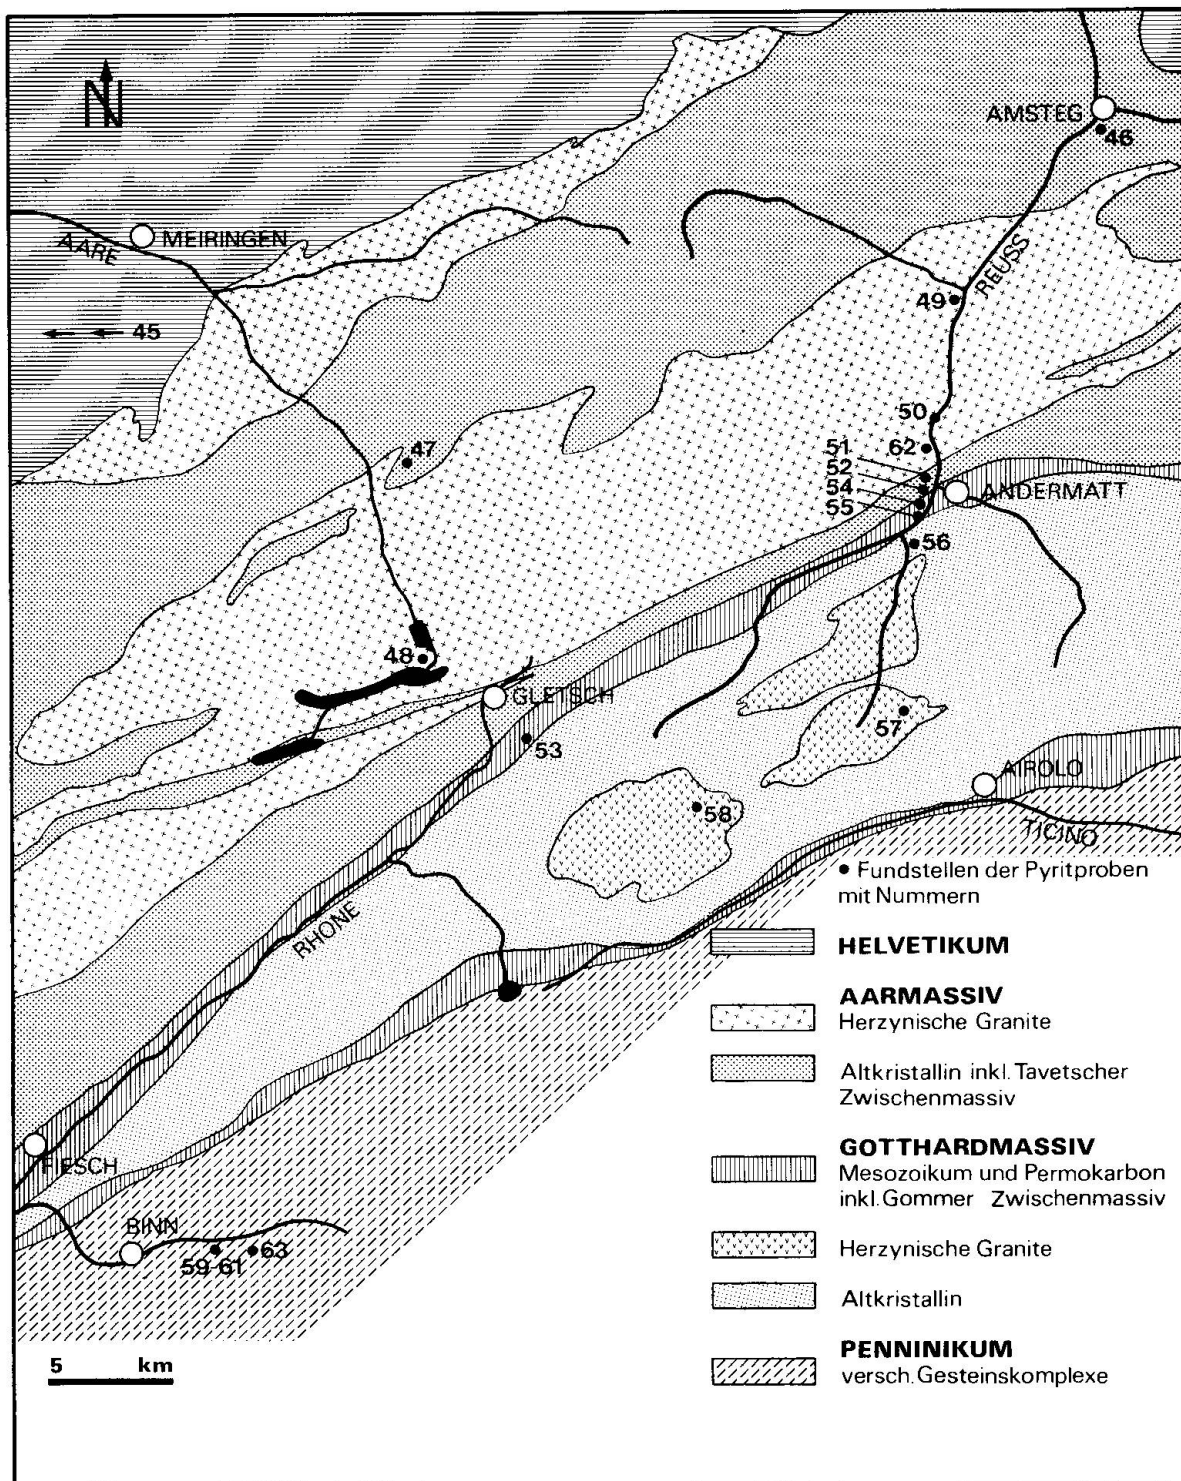 N
AMSTEG
46
AARE
MEIRINGEN
REUSS
45
49
50
47
51
62
52
54
ANDERMATT
55
56
48
GLETSCH
57
53
AIROLO
58
TICINO
RHONE
● Fundstellen der Pyritproben
mit Nummern
HELVETIKUM
AARMASSIV
Herzynische Granite
Altkristallin inkl. Tavetscher
Zwischenmassiv
GOTTHARDMASSIV
Mesozoikum und Permokarbon
inkl. Gommer Zwischenmassiv
Herzynische Granite
Altkristallin
PENNINIKUM
versch. Gesteinskomplexe
FIESCH
BINN
59-61
63
5 km